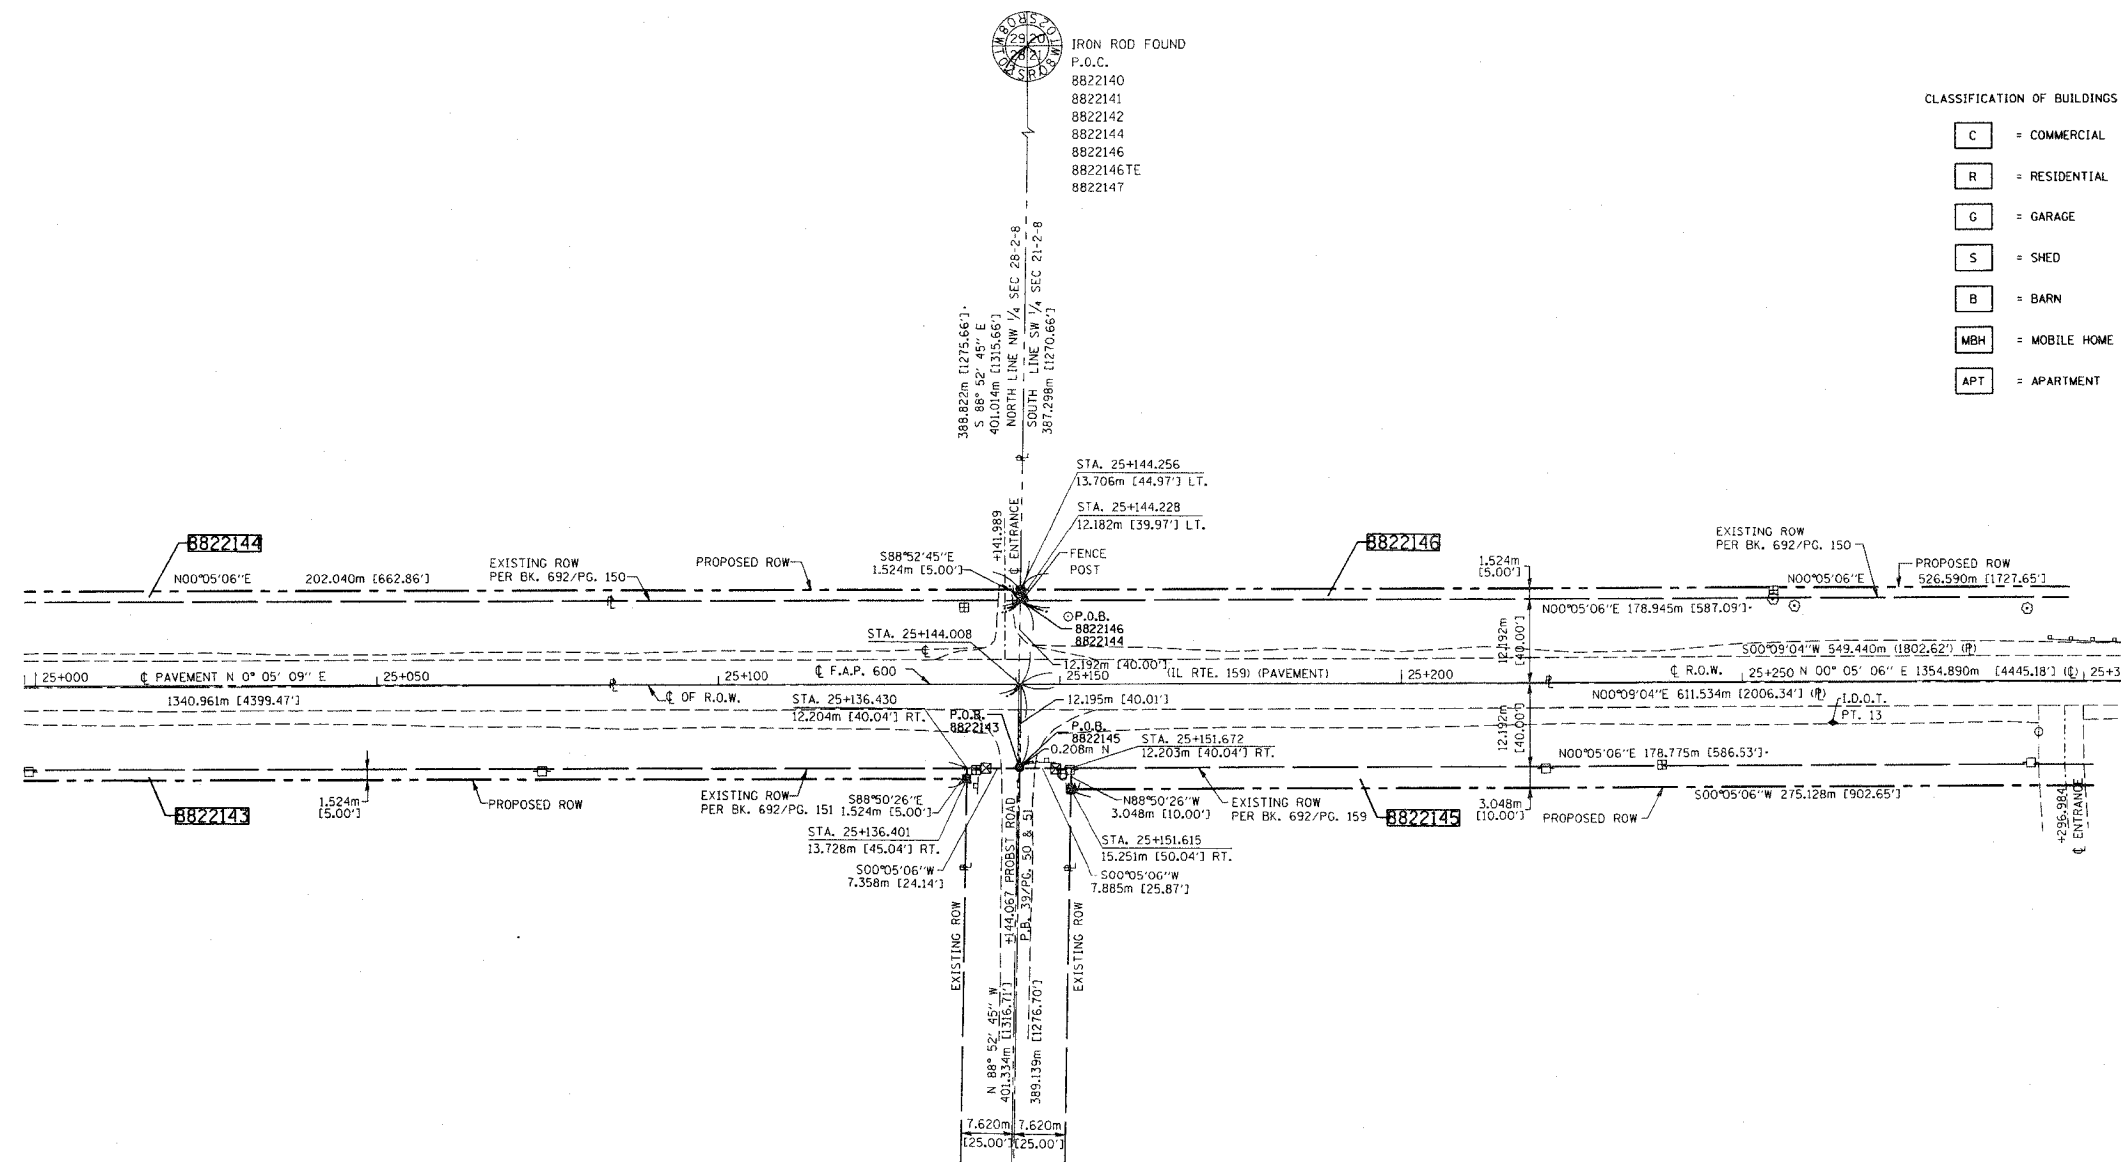 IRON ROD FOUND
P.O.C.
8822140
8822141
8822142
8822144
8822146
8822146TE
8822147
29 20
28 21
T02SR08W
T02SR08W
CLASSIFICATION OF BUILDINGS
C = COMMERCIAL
R = RESIDENTIAL
G = GARAGE
S = SHED
B = BARN
MBH = MOBILE HOME
APT = APARTMENT
388.822m [1275.66']
S 88° 52' 45" E
401.014m [1315.66']
NORTH LINE NW 1/4 SEC 28-2-8
SOUTH LINE SW 1/4 SEC 21-2-8
387.298m [1270.66']
STA. 25+144.256
13.706m [44.97'] LT.
STA. 25+144.228
12.182m [39.97'] LT.
+141.989
℄ ENTRANCE
FENCE
POST
8822144
N00°05'06"E 202.040m [662.86']
EXISTING ROW
PER BK. 692/PG. 150
PROPOSED ROW
S88°52'45"E
1.524m [5.00']
8822146
1.524m
[5.00']
EXISTING ROW
PER BK. 692/PG. 150
PROPOSED ROW
N00°05'06"E 526.590m [1727.65']
N00°05'06"E 178.945m [587.09']
P.O.B.
8822146
8822144
STA. 25+144.008
12.192m [40.00']
12.192m
[40.00']
S00°09'04"W 549.440m (1802.62')
25+000
℄ PAVEMENT N 0° 05' 09" E
25+050
25+100
℄ F.A.P. 600
25+150
(IL RTE. 159) (PAVEMENT)
25+200
℄ R.O.W.
25+250
N 00° 05' 06" E 1354.890m [4445.18'] (℄)
25+3
1340.961m [4399.47']
℄ OF R.O.W.
STA. 25+136.430
12.204m [40.04'] RT.
P.O.B.
8822143
12.195m [40.01']
P.O.B.
8822145
0.208m N
STA. 25+151.672
12.203m [40.04'] RT.
12.192m
[40.00']
N00°09'04"E 611.534m [2006.34']
I.D.O.T.
PT. 13
N00°05'06"E 178.775m [586.53']
8822143
1.524m
[5.00']
PROPOSED ROW
EXISTING ROW
PER BK. 692/PG. 151
S88°50'26"E
1.524m [5.00']
STA. 25+136.401
13.728m [45.04'] RT.
S00°05'06"W
7.358m [24.14']
N88°50'26"W
3.048m [10.00']
STA. 25+151.615
15.251m [50.04'] RT.
S00°05'06"W
7.885m [25.87']
EXISTING ROW
PER BK. 692/PG. 159
8822145
3.048m
[10.00']
PROPOSED ROW
S00°05'06"W 275.128m [902.65']
+296.984
℄ ENTRANCE
EXISTING ROW
+144.067 PROBST ROAD
P.B. 39/PG. 50 & 51
EXISTING ROW
N 88° 52' 45" W
401.334m [1316.71']
389.139m [1276.70']
7.620m
[25.00']
7.620m
[25.00']